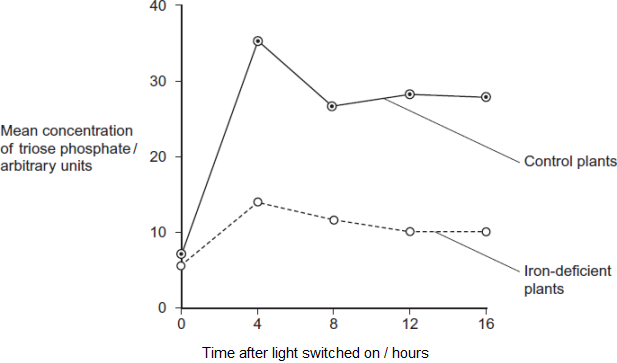 40
30
Mean concentration
of triose phosphate /
arbitrary units
20
Control plants
10
Iron-deficient
plants
0
0 4 8 12 16
Time after light switched on / hours